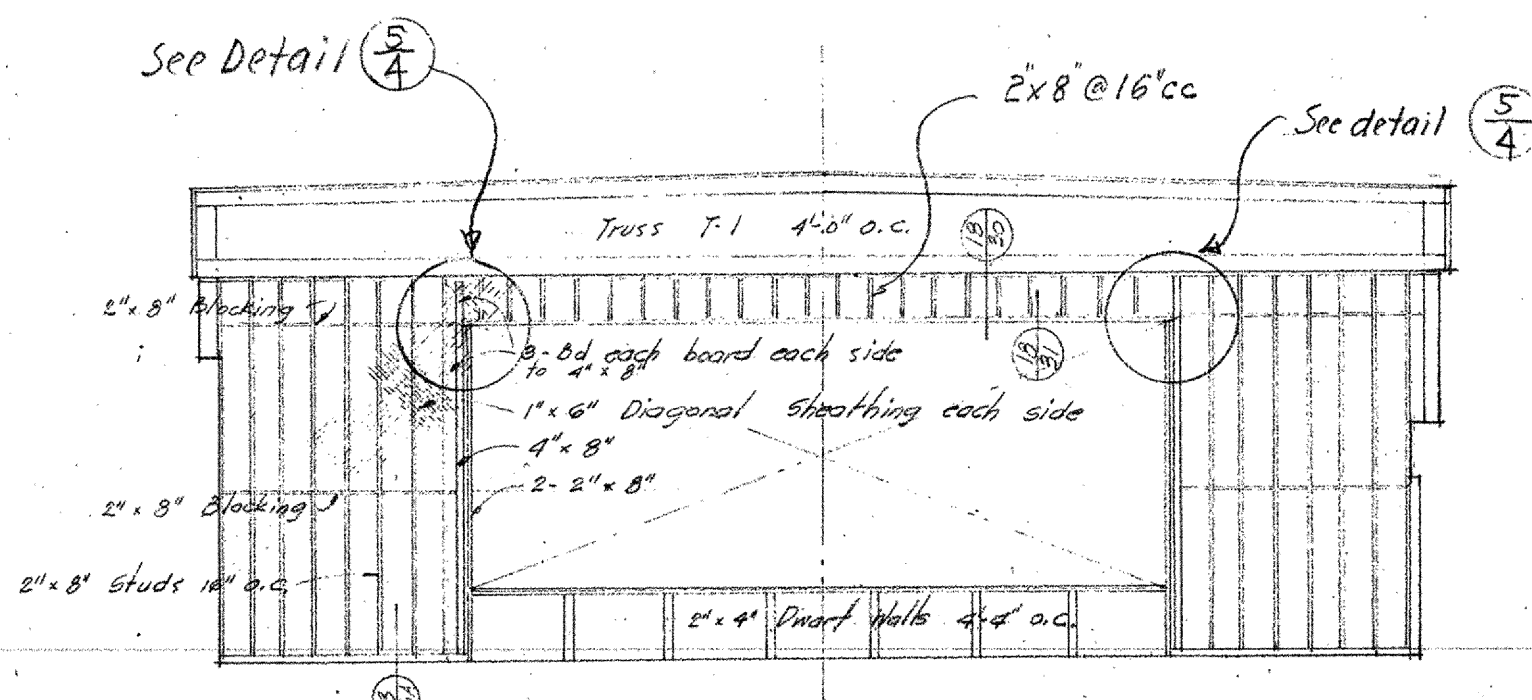 See Detail 5/4
2"x8"@16"cc
See detail 5/4
Truss T-1 4'-0" o.c.
2"x 8" Blocking
3-8d each board each side
to 4"x 8"
1"x 6" Diagonal Sheathing each side
4"x 8"
2- 2"x 8"
2" x 8" Blocking
2"x 8" Studs 16" o.c.
2"x 4" Dwarf Walls 4'-4" o.c.